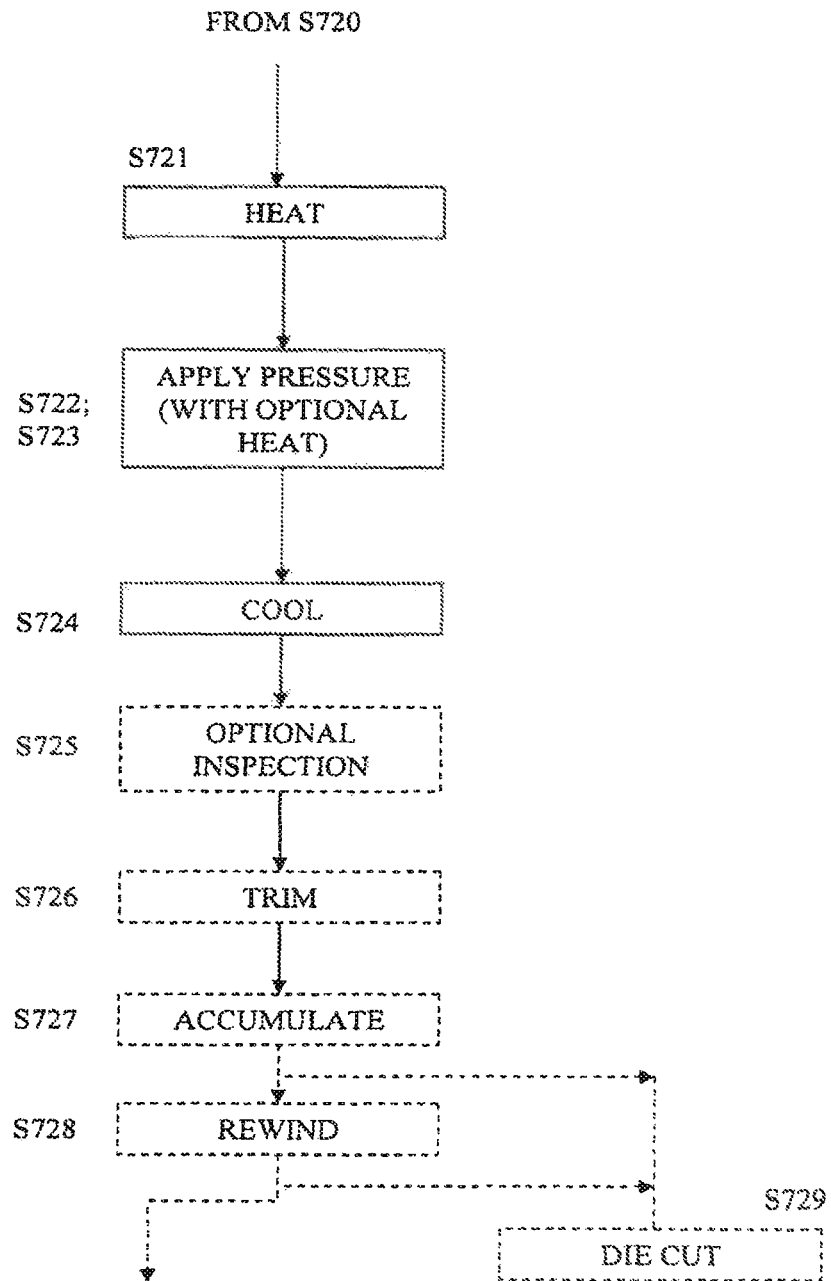 FROM S720
S721
HEAT
S722;
S723
APPLY PRESSURE
(WITH OPTIONAL
HEAT)
S724
COOL
S725
OPTIONAL
INSPECTION
S726
TRIM
S727
ACCUMULATE
S728
REWIND
S729
DIE CUT